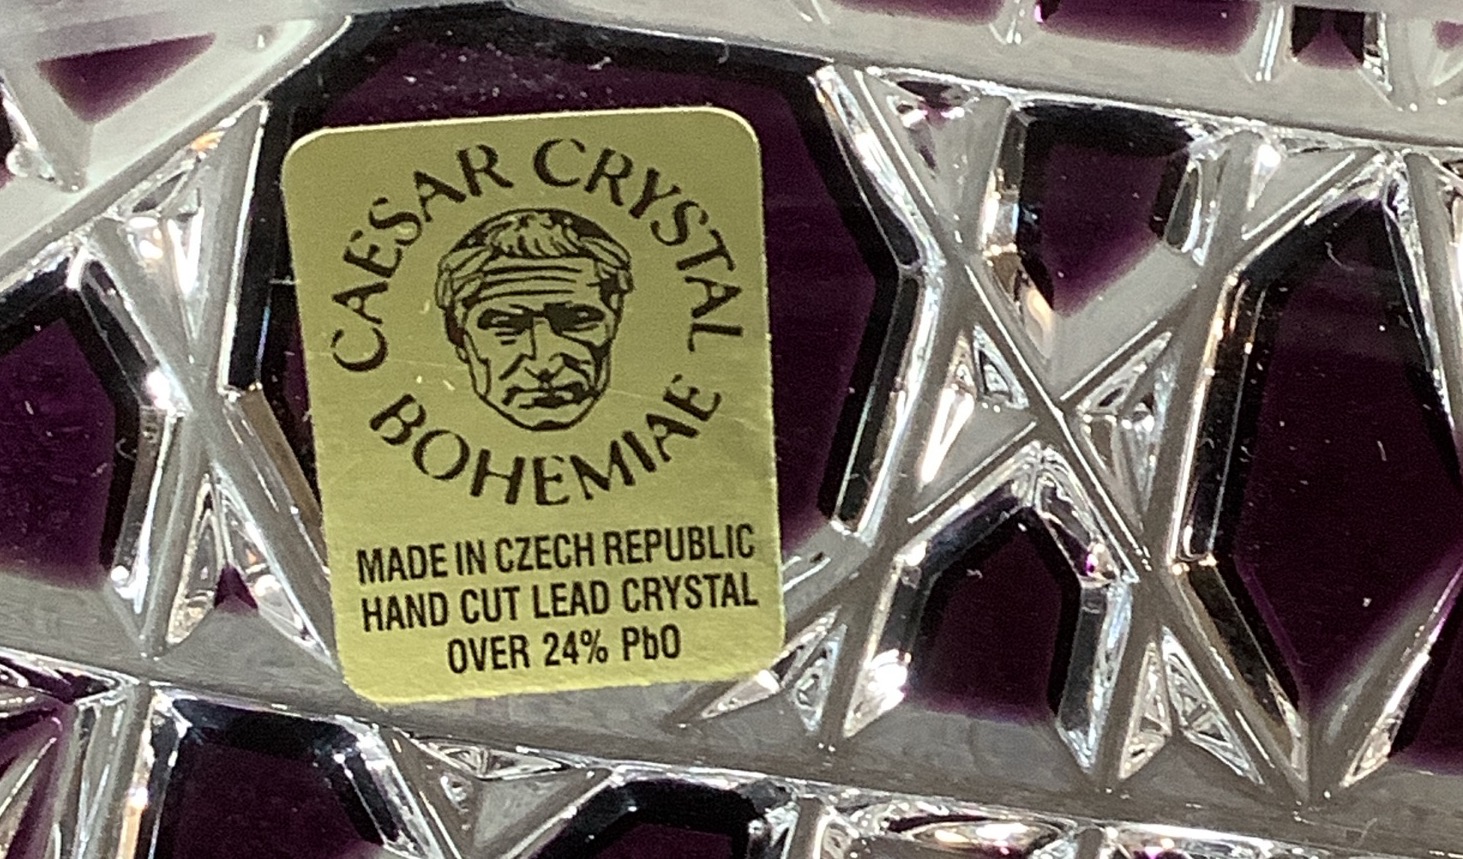 CAESAR CRYSTAL
BOHEMIAE
MADE IN CZECH REPUBLIC
HAND CUT LEAD CRYSTAL
OVER 24% PbO